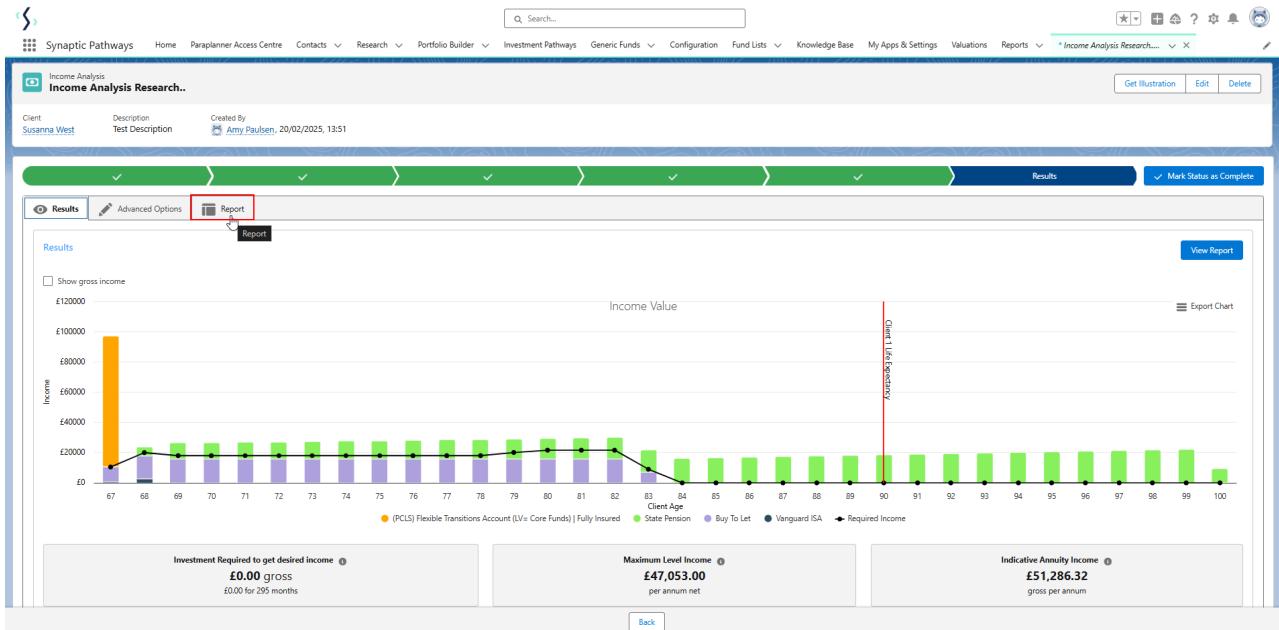 Search...
Synaptic Pathways Home Paraplanner Access Centre Contacts Research Portfolio Builder Investment Pathways Generic Funds Configuration Fund Lists Knowledge Base My Apps & Settings Valuations Reports * Income Analysis Research....
Income Analysis
Income Analysis Research..
Get Illustration Edit Delete
Client Description Created By
Susanna West Test Description Amy Paulsen, 20/02/2025, 13:51
Results Mark Status as Complete
Results Advanced Options Report
Report
Results
View Report
Show gross income
Income Value
Export Chart
£120000
£100000
£80000
£60000
£40000
£20000
£0
Income
Client 1 Life Expectancy
67 68 69 70 71 72 73 74 75 76 77 78 79 80 81 82 83 84 85 86 87 88 89 90 91 92 93 94 95 96 97 98 99 100
Client Age
(PCLS) Flexible Transitions Account (LV= Core Funds) | Fully Insured State Pension Buy To Let Vanguard ISA Required Income
Investment Required to get desired income
£0.00 gross
£0.00 for 295 months
Maximum Level Income
£47,053.00
per annum net
Indicative Annuity Income
£51,286.32
gross per annum
Back